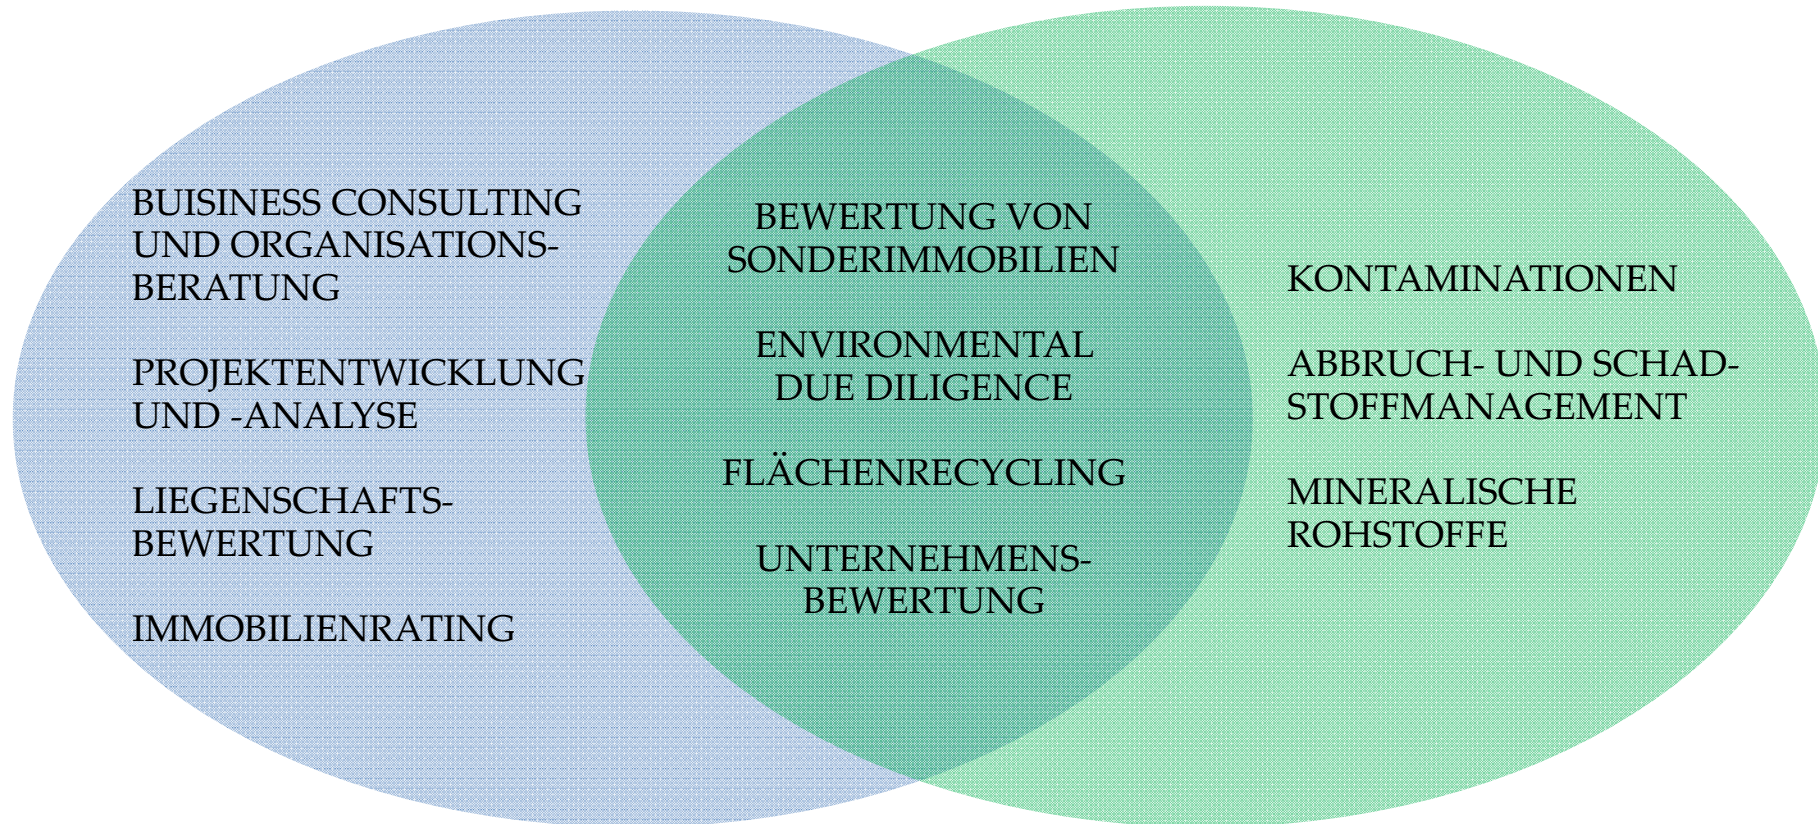 BUISINESS CONSULTING
UND ORGANISATIONS-
BERATUNG
PROJEKTENTWICKLUNG
UND -ANALYSE
LIEGENSCHAFTS-
BEWERTUNG
IMMOBILIENRATING
BEWERTUNG VON
SONDERIMMOBILIEN
ENVIRONMENTAL
DUE DILIGENCE
FLÄCHENRECYCLING
UNTERNEHMENS-
BEWERTUNG
KONTAMINATIONEN
ABBRUCH- UND SCHAD-
STOFFMANAGEMENT
MINERALISCHE
ROHSTOFFE